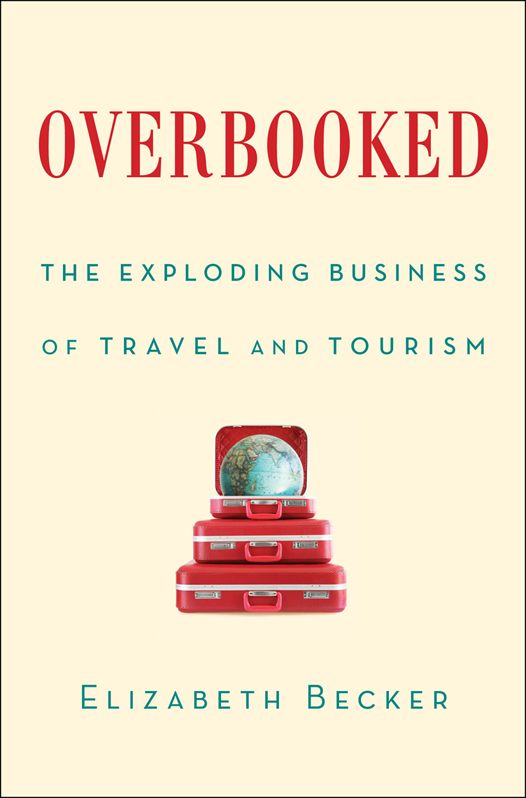 OVERBOOKED
THE EXPLODING BUSINESS
OF TRAVEL AND TOURISM
ELIZABETH BECKER